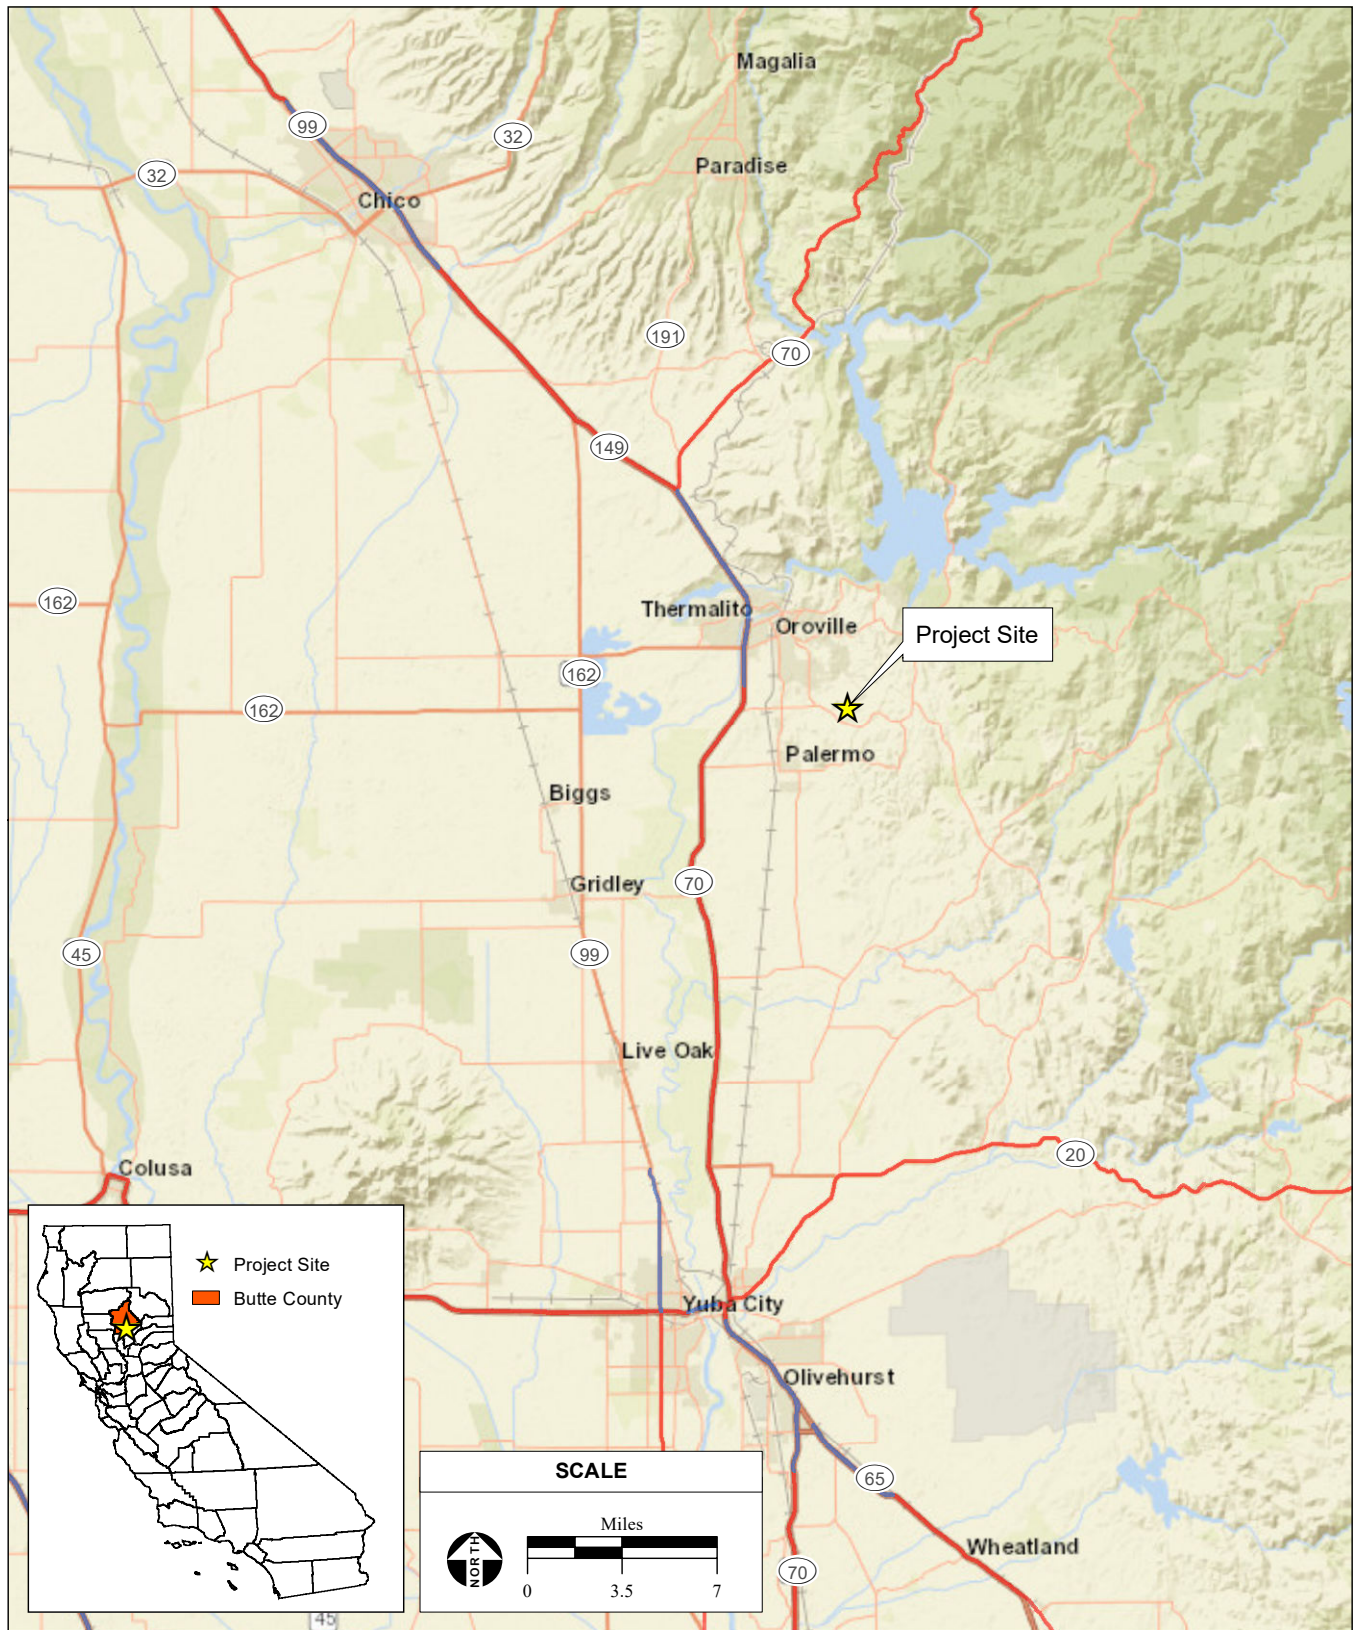 Magalia
99
32
Paradise
32
Chico
191
70
149
162
Thermalito
Oroville
Project Site
162
162
Palermo
Biggs
70
Gridley
45
99
Live Oak
20
Colusa
Project Site
Butte County
Yuba City
Olivehurst
SCALE
65
Miles
NORTH
Wheatland
70
0 3.5 7
45